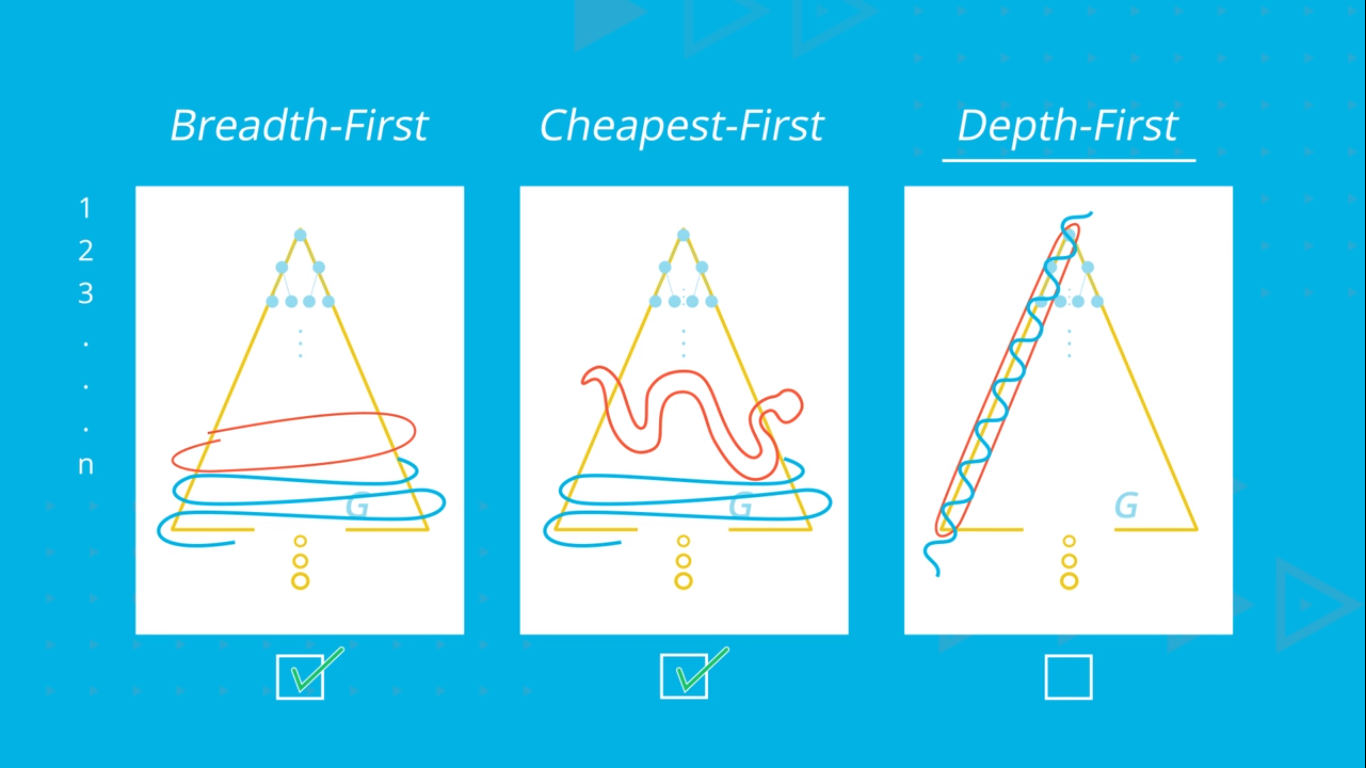 Breadth-First
Cheapest-First
Depth-First
1
2
3
.
.
.
n
G
G
G